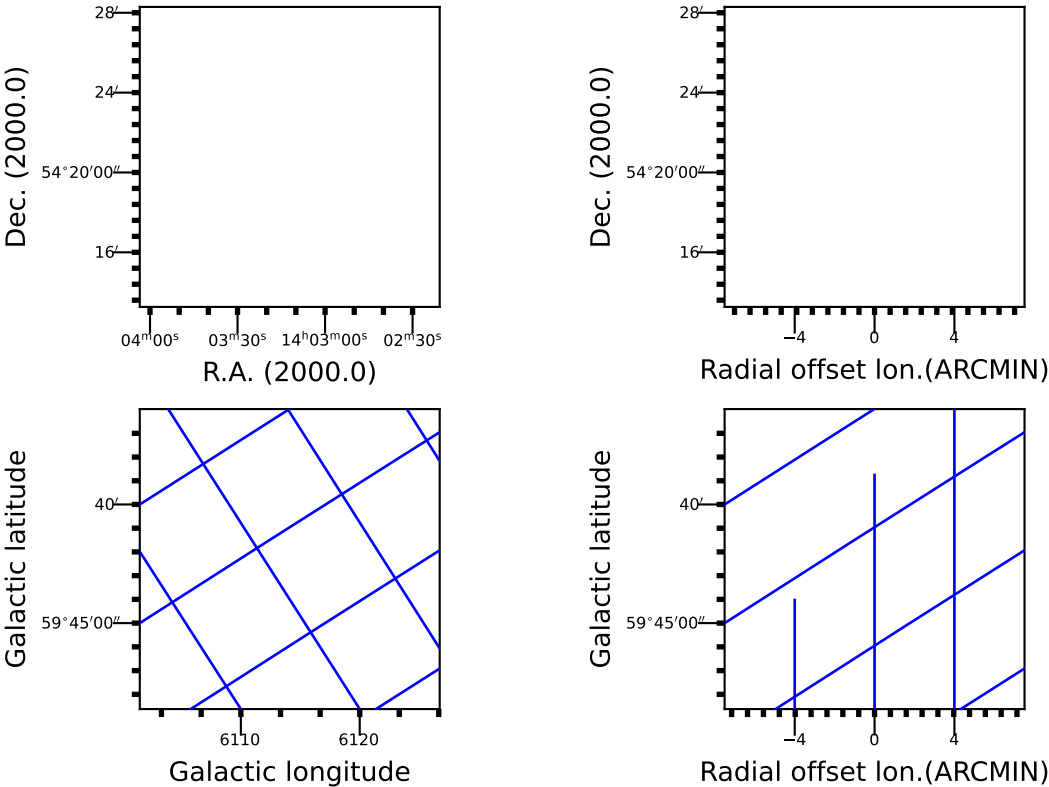 28′
24′
54°20′00″
16′
Dec. (2000.0)
04ᵐ00ˢ 03ᵐ30ˢ 14ʰ03ᵐ00ˢ 02ᵐ30ˢ
R.A. (2000.0)
28′
24′
54°20′00″
16′
Dec. (2000.0)
−4 0 4
Radial offset lon.(ARCMIN)
40′
59°45′00″
Galactic latitude
6110 6120
Galactic longitude
40′
59°45′00″
Galactic latitude
−4 0 4
Radial offset lon.(ARCMIN)